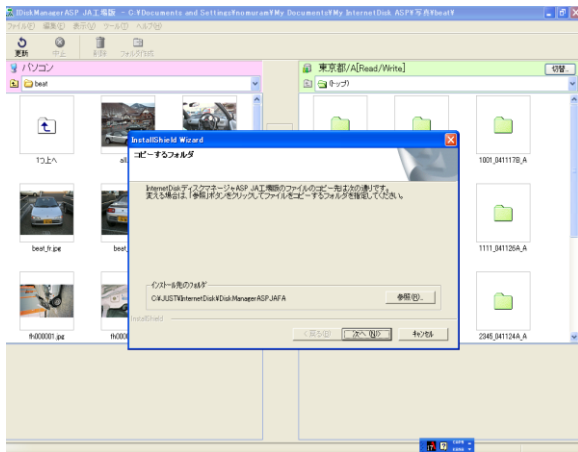 IDiskManagerASP JA工場版 - C:¥Documents and Settings¥nomuram¥My Documents¥My InternetDisk ASP¥写真¥beat¥
ファイル(F) 編集(E) 表示(V) ツール(T) ヘルプ(H)
更新 中止 削除 フォルダ作成
パソコン
東京都/A[Read/Write]
切替..
beat
(トップ)
1つ上へ
1001_041117B_A
beat_fr.jpg
beat
1111_041126A_A
fh000001.jpg
fh000
2345_041124A_A
InstallShield Wizard
コピーするフォルダ
InternetDiskディスクマネージャASP JA工場版のファイルのコピー先は次の通りです。
変える場合は、「参照」ボタンをクリックしてファイルをコピーするフォルダを指定してください。
インストール先のフォルダ
C:¥JUST¥InternetDisk¥DiskManagerASPJAFA
参照(R)..
InstallShield
< 戻る(B)
次へ(N) >
キャンセル